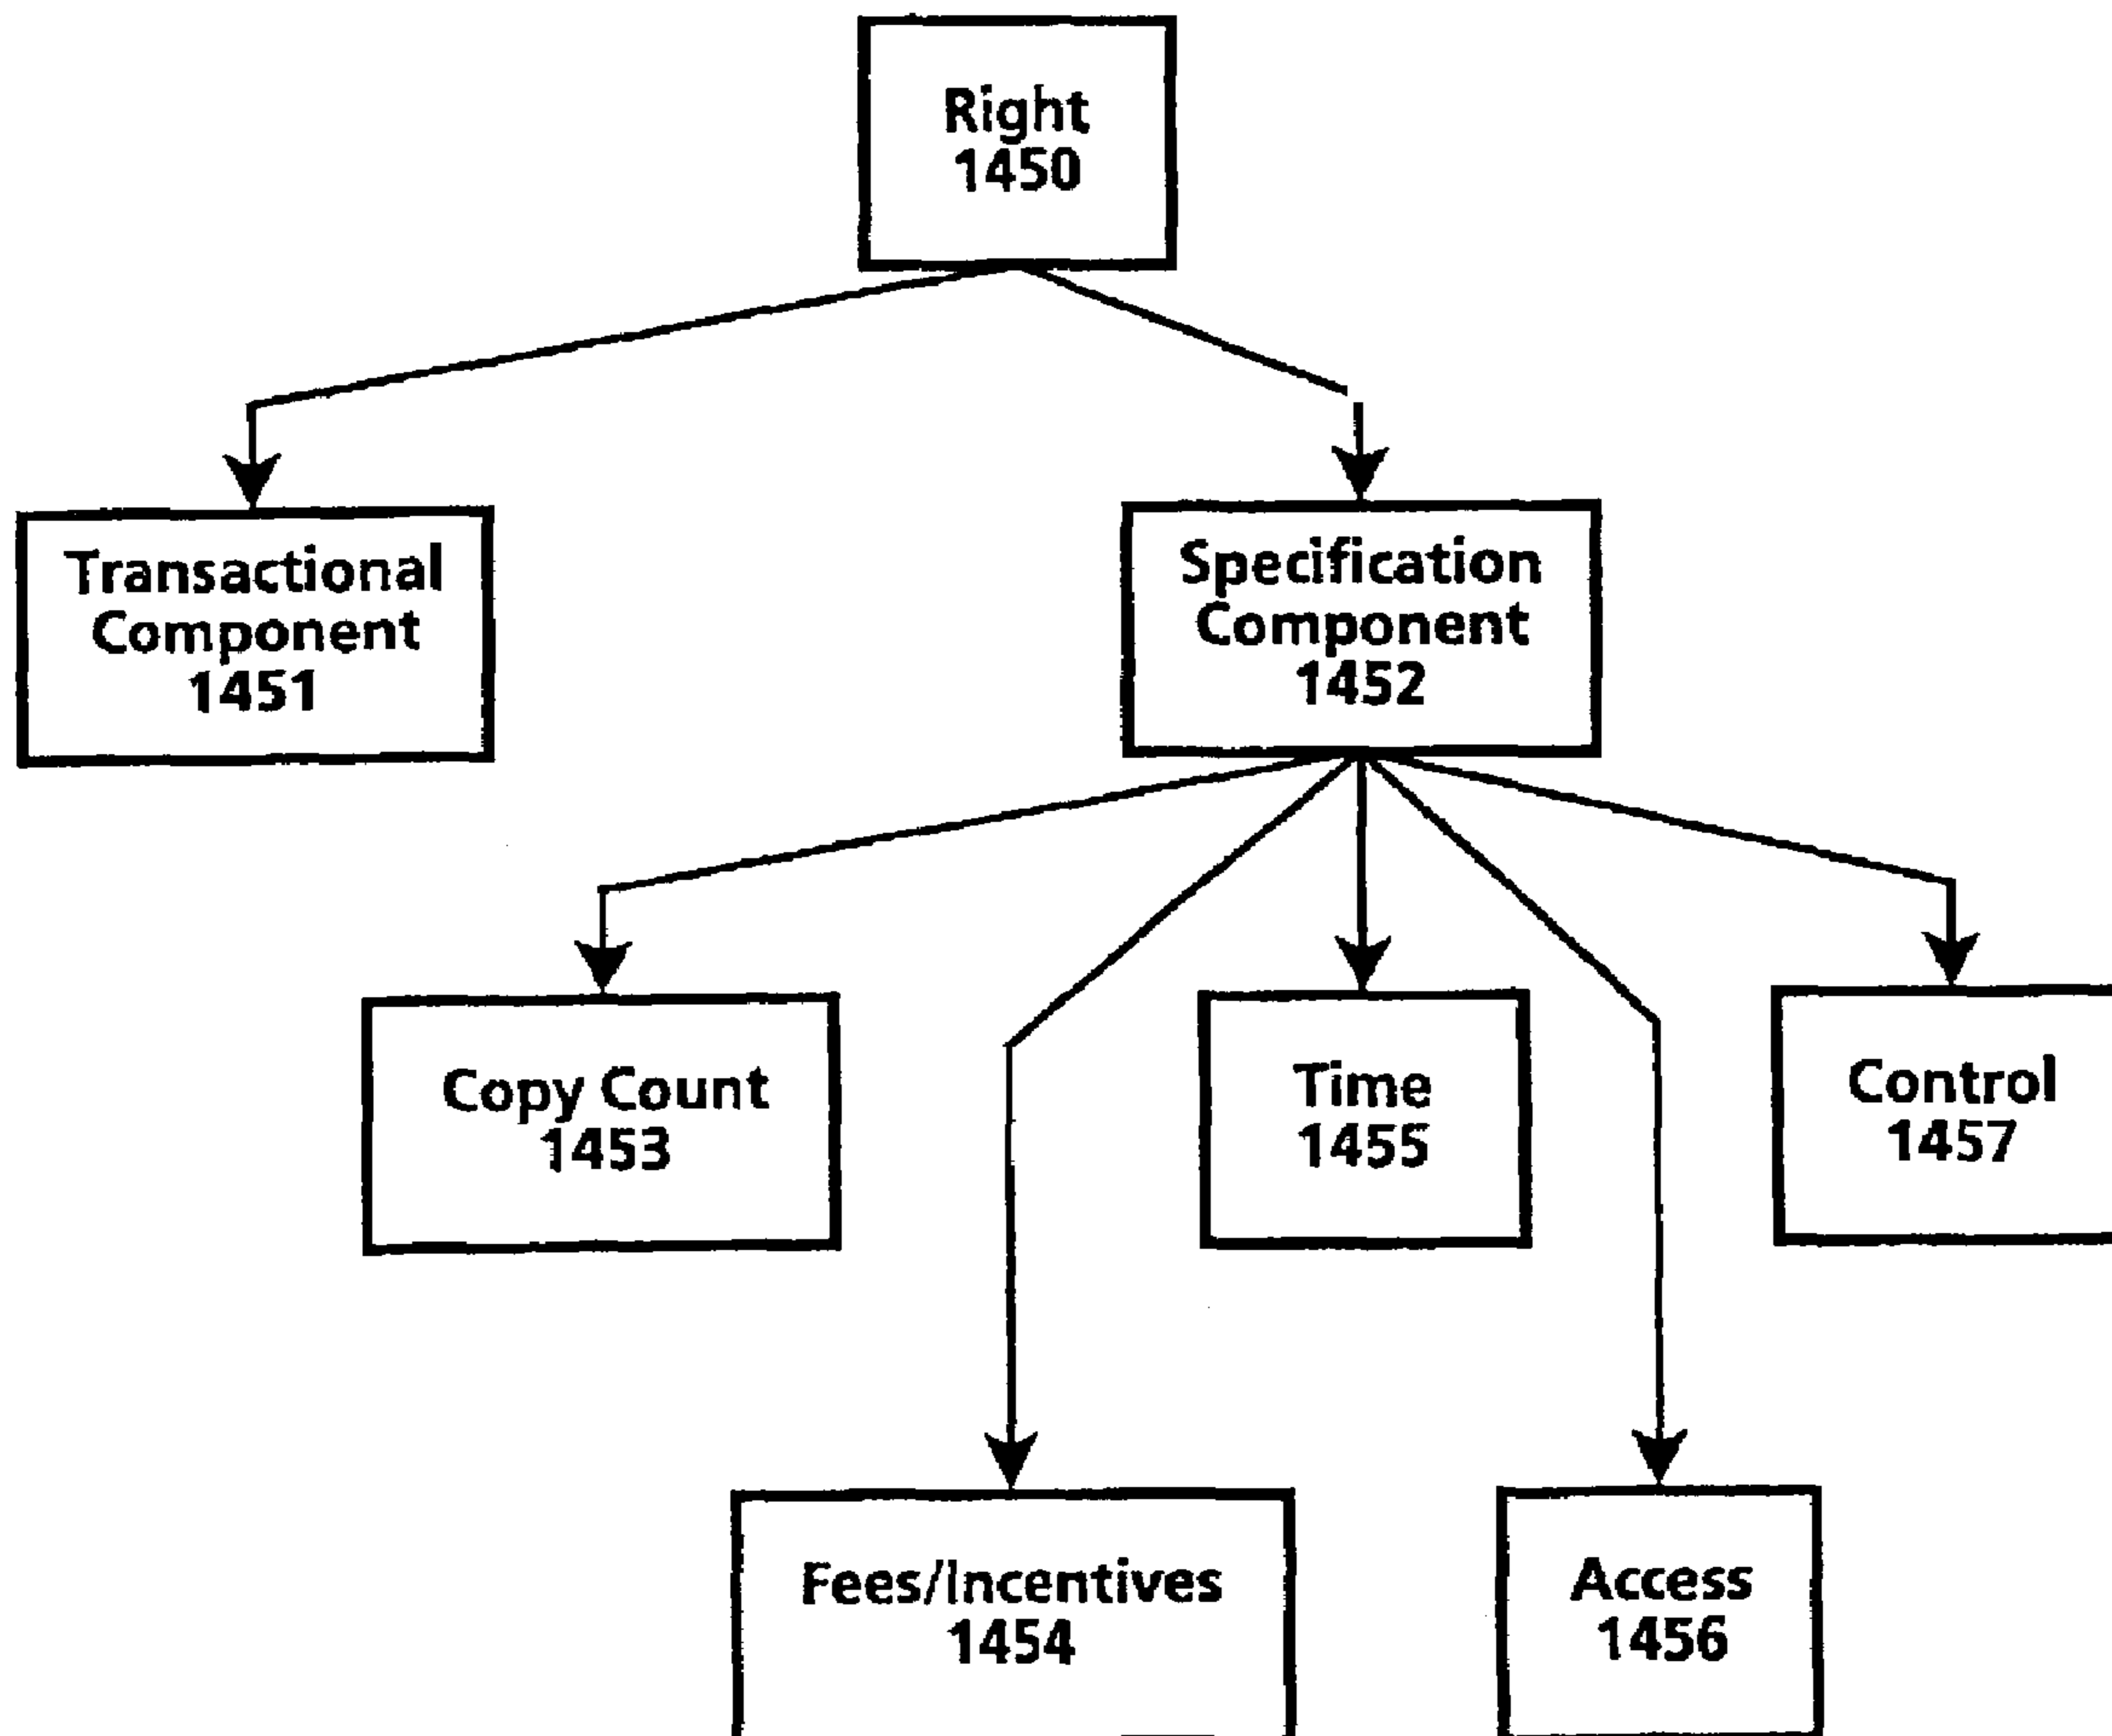 Right
1450
Transactional
Component
1451
Specification
Component
1452
Copy Count
1453
Time
1455
Control
1457
Fees/Incentives
1454
Access
1456